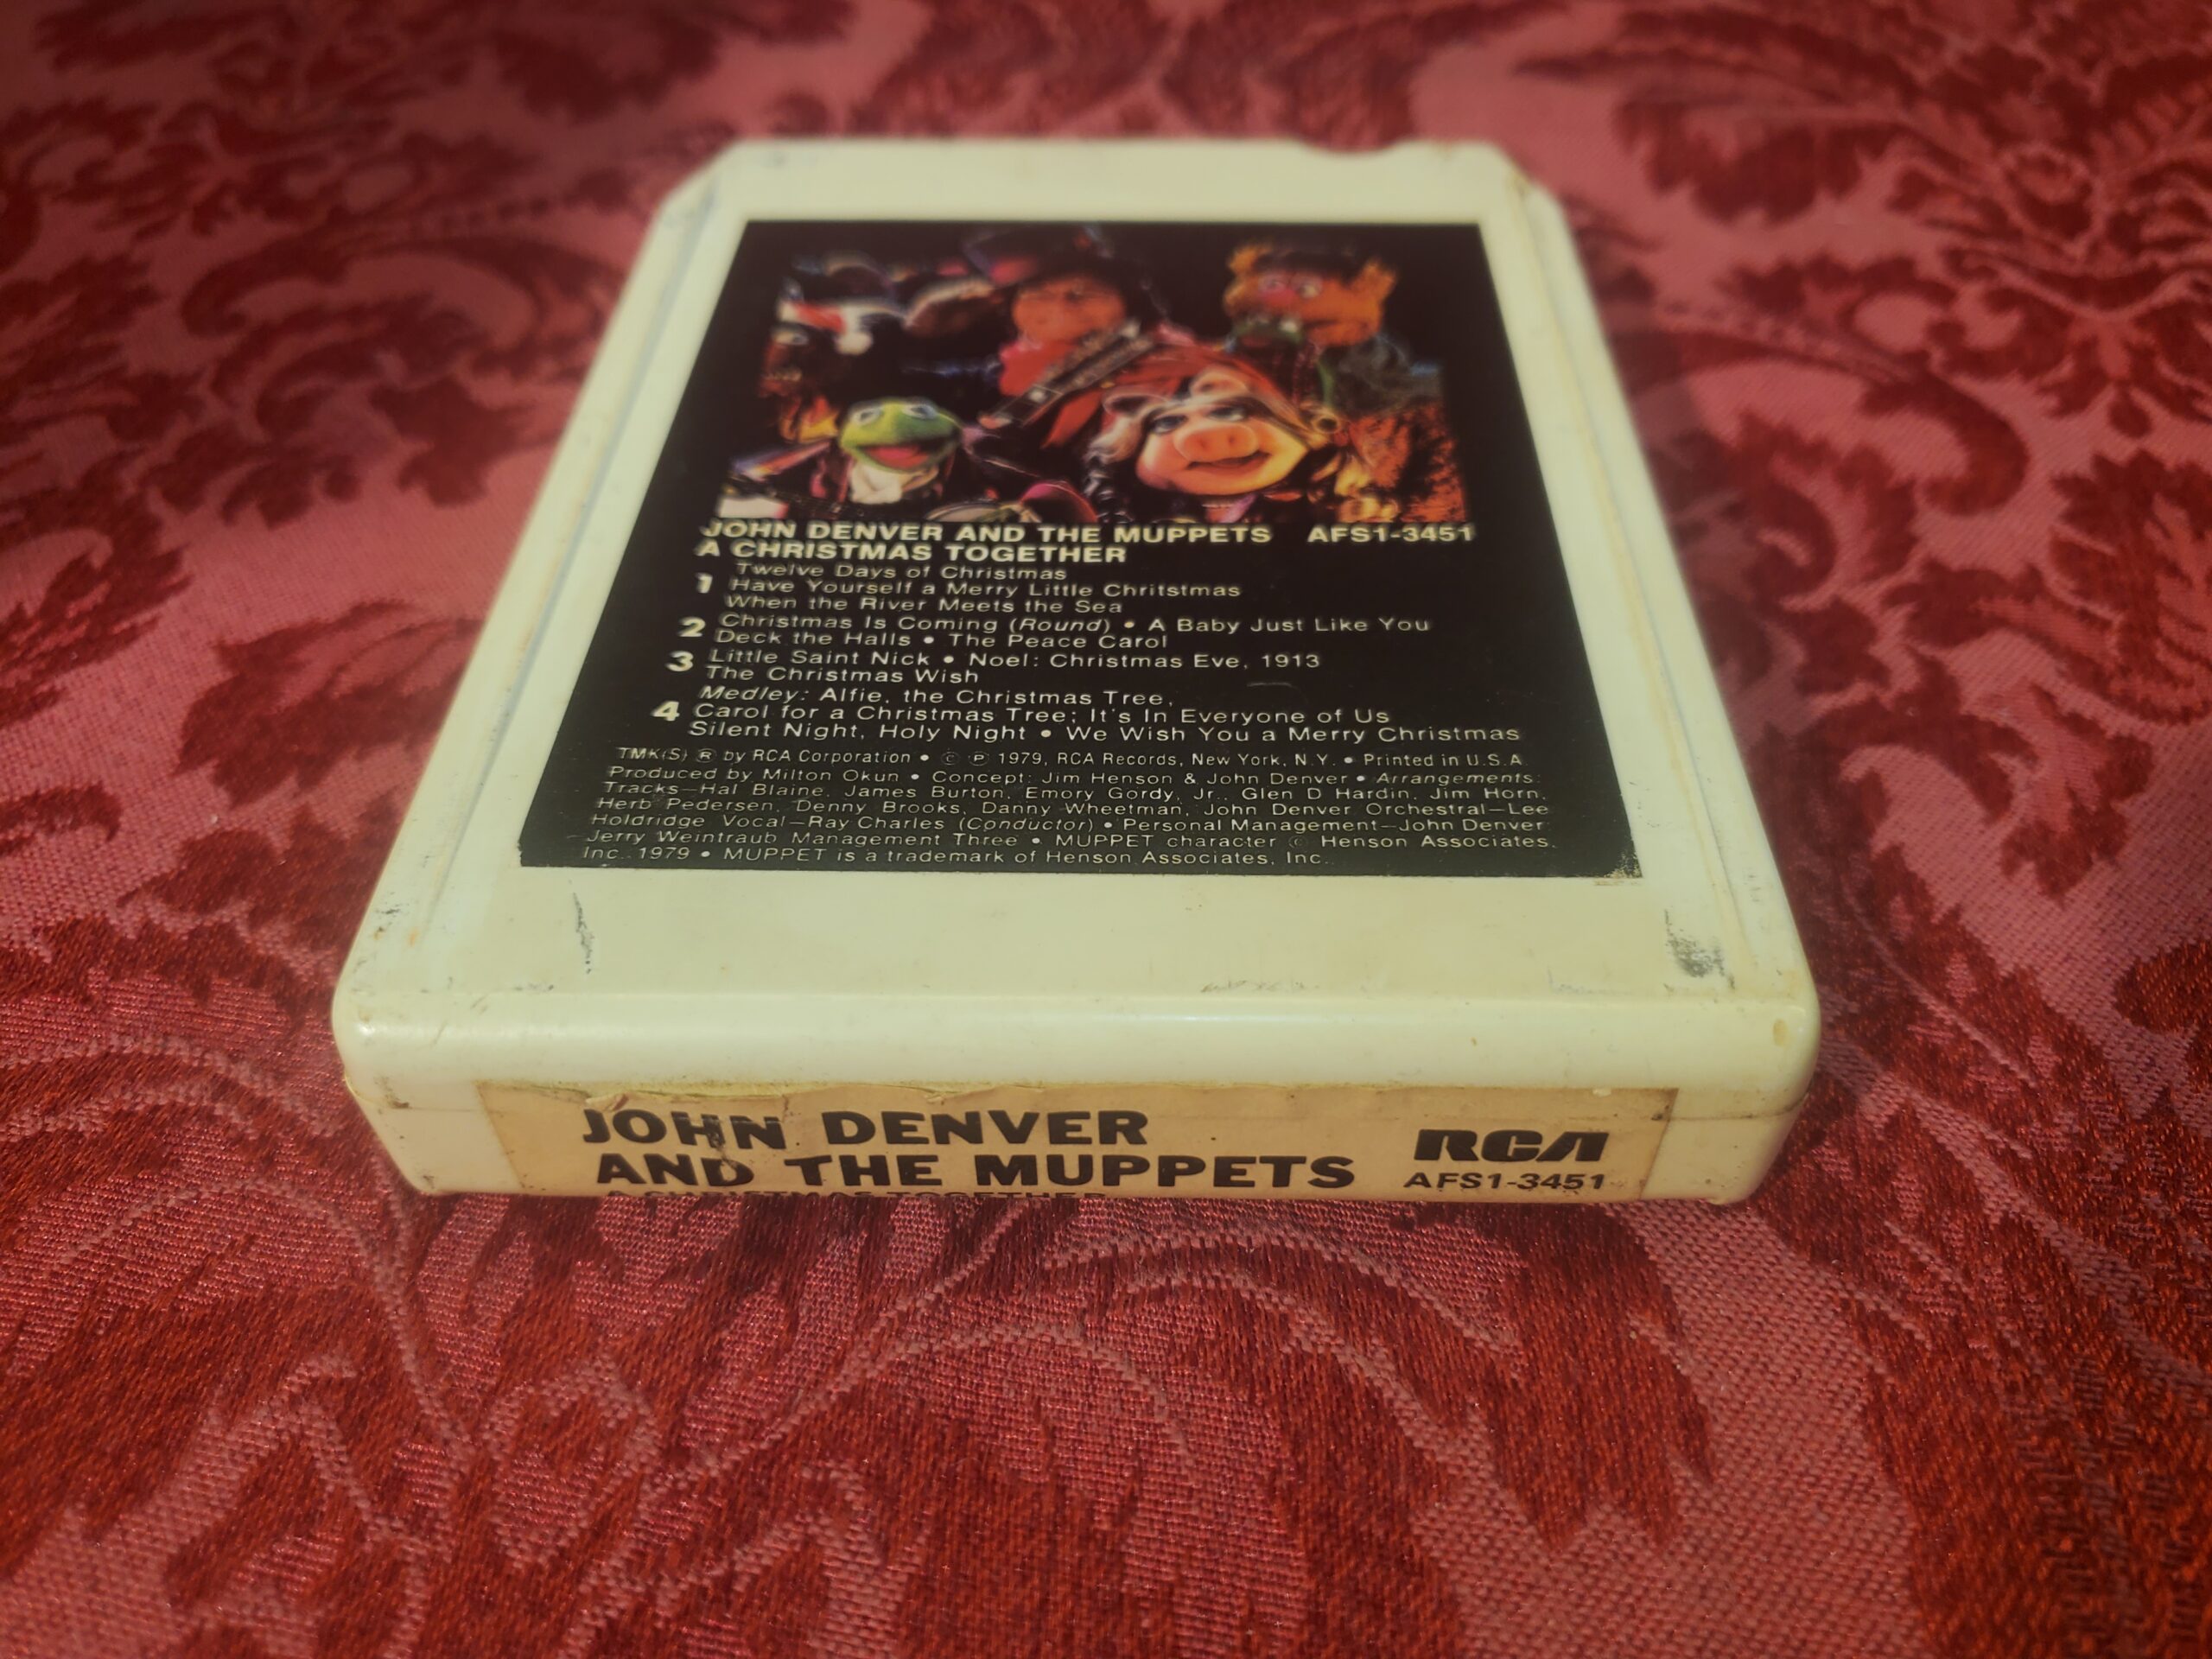 JOHN DENVER AND THE MUPPETS AFS1-3451
A CHRISTMAS TOGETHER
1 Twelve Days of Christmas
Have Yourself a Merry Little Chritstmas
When the River Meets the Sea
2 Christmas Is Coming (Round) • A Baby Just Like You
Deck the Halls • The Peace Carol
3 Little Saint Nick • Noel: Christmas Eve, 1913
The Christmas Wish
4 Medley: Alfie, the Christmas Tree,
Carol for a Christmas Tree; It's In Everyone of Us
Silent Night, Holy Night • We Wish You a Merry Christmas
TMK(S) ® by RCA Corporation • © ℗ 1979, RCA Records, New York, N.Y. • Printed in U.S.A.
Produced by Milton Okun • Concept: Jim Henson & John Denver • Arrangements:
Tracks—Hal Blaine, James Burton, Emory Gordy, Jr., Glen D Hardin, Jim Horn,
Herb Pedersen, Denny Brooks, Danny Wheetman, John Denver Orchestral—Lee
Holdridge Vocal—Ray Charles (Conductor) • Personal Management—John Denver:
Jerry Weintraub Management Three • MUPPET character © Henson Associates,
Inc. 1979 • MUPPET is a trademark of Henson Associates, Inc.
JOHN DENVER
AND THE MUPPETS
A CHRISTMAS TOGETHER
RCA
AFS1-3451